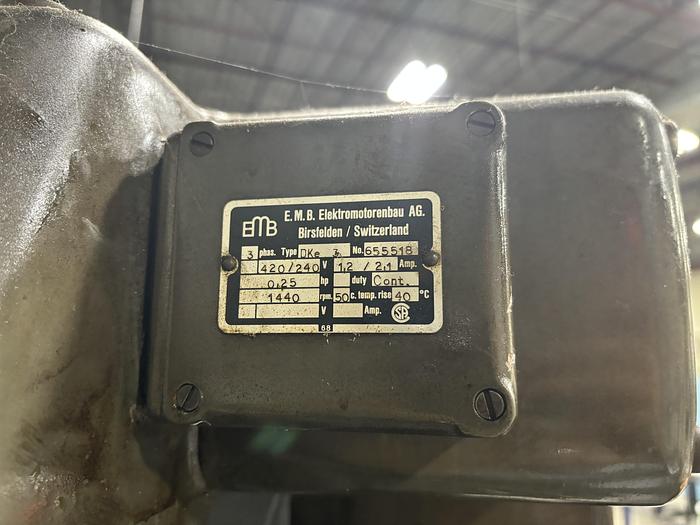 EMB
E. M. B. Elektromotorenbau AG.
Birsfelden / Switzerland
3 phas. Type DKe No. 655518
420/240 V 1,2 / 2,1 Amp.
0,25 hp duty Cont.
1440 rpm. 50 c. temp. rise 40 °C
V Amp. SA
68